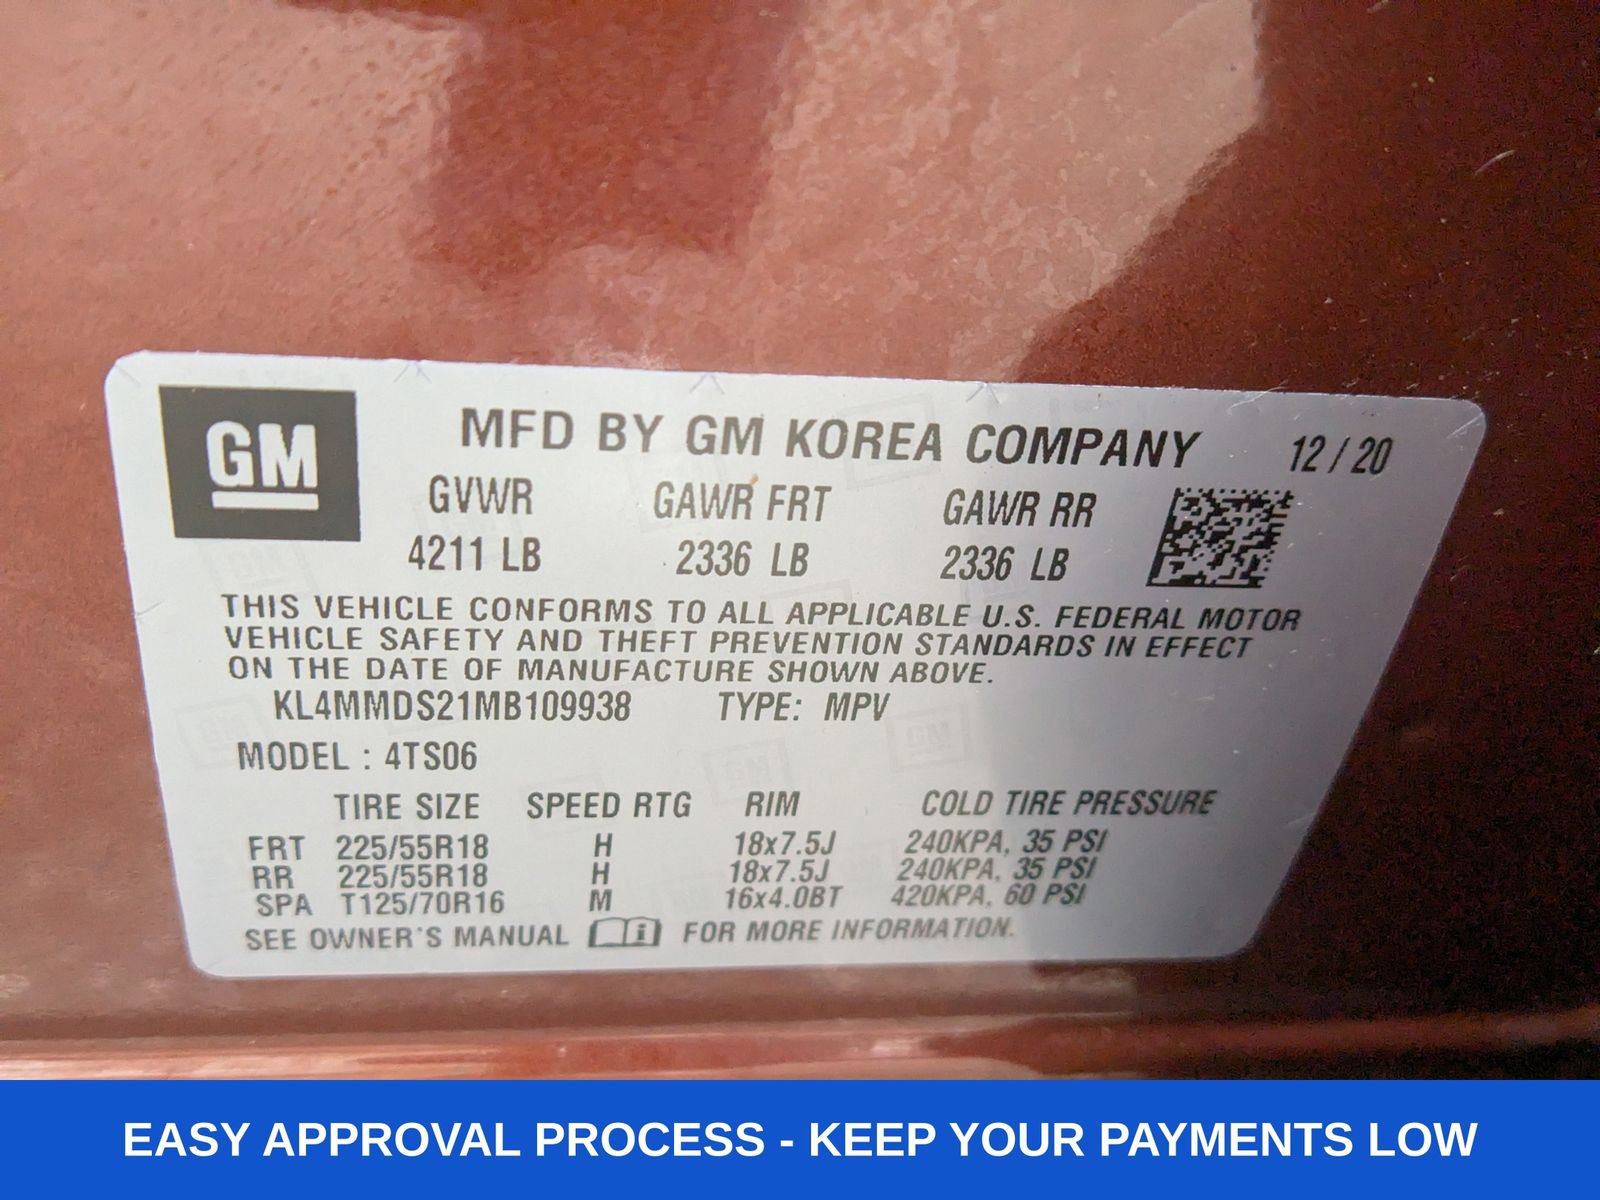 GM
MFD BY GM KOREA COMPANY 12 / 20
GVWR GAWR FRT GAWR RR
4211 LB 2336 LB 2336 LB
THIS VEHICLE CONFORMS TO ALL APPLICABLE U.S. FEDERAL MOTOR
VEHICLE SAFETY AND THEFT PREVENTION STANDARDS IN EFFECT
ON THE DATE OF MANUFACTURE SHOWN ABOVE.
KL4MMDS21MB109938 TYPE: MPV
MODEL : 4TS06
TIRE SIZE SPEED RTG RIM COLD TIRE PRESSURE
FRT 225/55R18 H 18x7.5J 240KPA, 35 PSI
RR 225/55R18 H 18x7.5J 240KPA, 35 PSI
SPA T125/70R16 M 16x4.0BT 420KPA, 60 PSI
SEE OWNER'S MANUAL i FOR MORE INFORMATION.
EASY APPROVAL PROCESS - KEEP YOUR PAYMENTS LOW